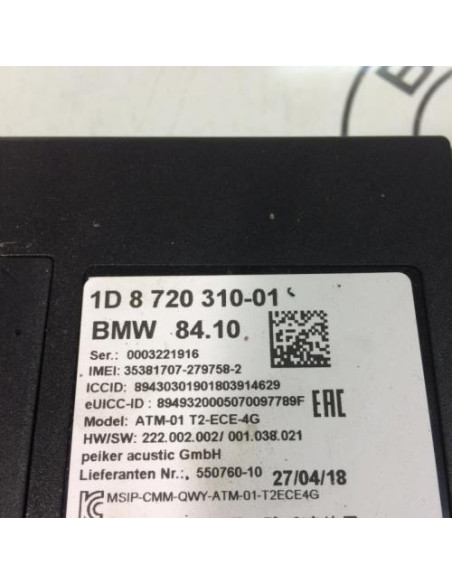 1D 8 720 310-01
BMW 84.10
Ser.: 0003221916
IMEI: 35381707-279758-2
ICCID: 89430301901803914629
eUICC-ID : 8949320005070097789F
EAC
Model: ATM-01 T2-ECE-4G
HW/SW: 222.002.002/ 001.038.021
peiker acustic GmbH
Lieferanten Nr.: 550760-10 27/04/18
MSIP-CMM-QWY-ATM-01-T2ECE4G